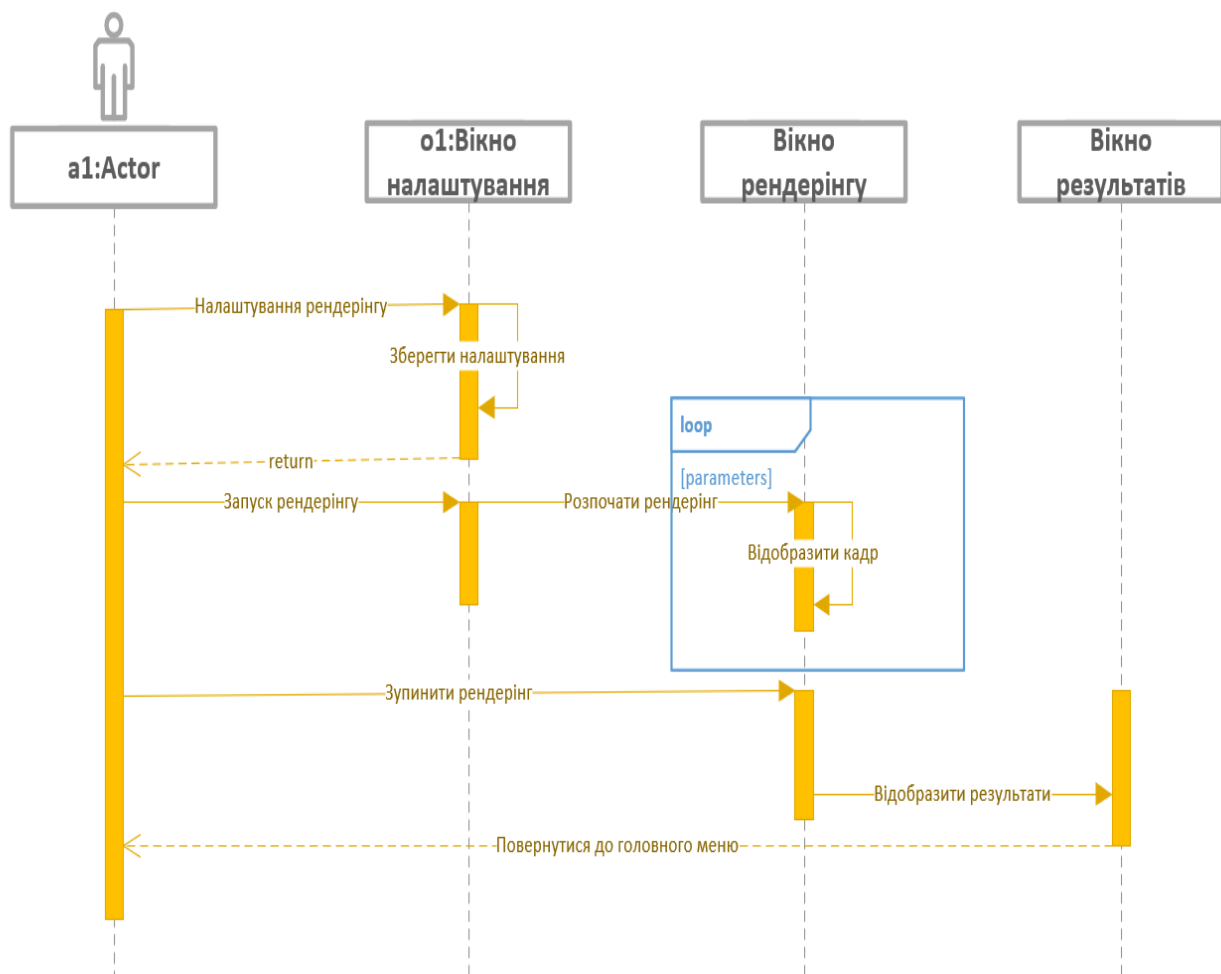 a1:Actor
o1:Вікно
налаштування
Вікно
рендерінгу
Вікно
результатів
Налаштування рендерінгу
Зберегти налаштування
loop
return
[parameters]
Запуск рендерінгу
Розпочати рендерінг
Відобразити кадр
Зупинити рендерінг
Відобразити результати
Повернутися до головного меню